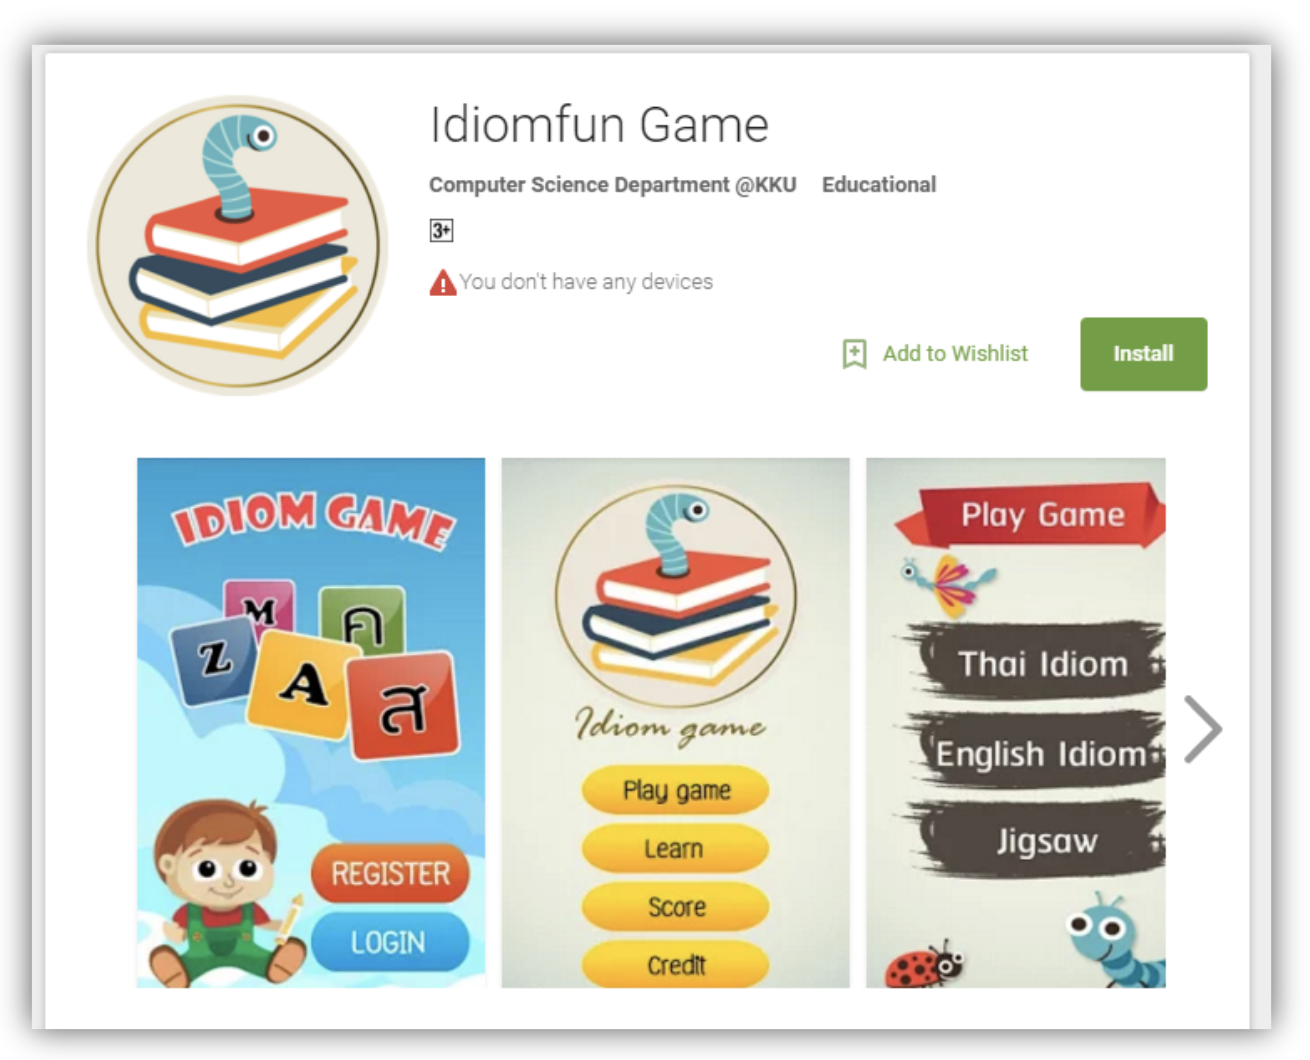 Idiomfun Game
Computer Science Department @KKU Educational
3+
You don't have any devices
Add to Wishlist
Install
IDIOM GAME
M ค
Z A ส
REGISTER
LOGIN
Idiom game
Play game
Learn
Score
Credit
Play Game
Thai Idiom
English Idiom
Jigsaw